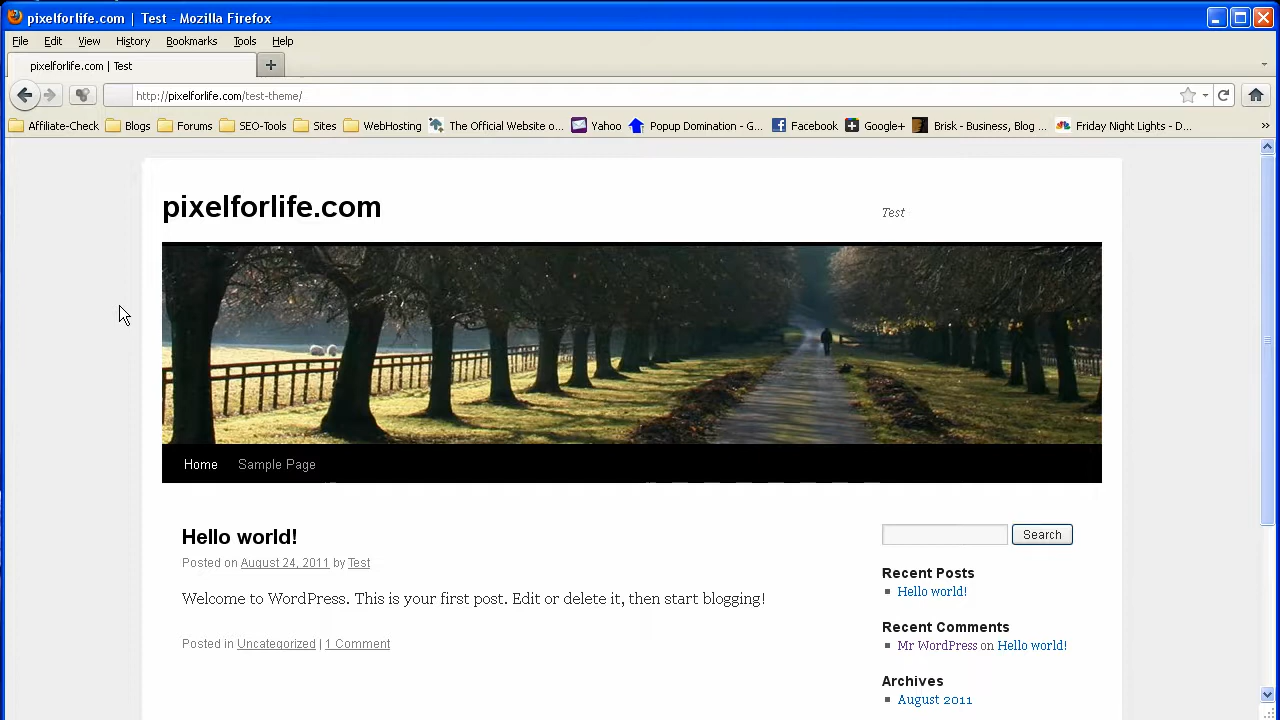 pixelforlife.com | Test - Mozilla Firefox
File Edit View History Bookmarks Tools Help
pixelforlife.com | Test
http://pixelforlife.com/test-theme/
Affiliate-Check Blogs Forums SEO-Tools Sites WebHosting The Official Website o... Yahoo Popup Domination - G... Facebook Google+ Brisk - Business, Blog ... Friday Night Lights - D...
pixelforlife.com
Test
Home Sample Page
Hello world!
Posted on August 24, 2011 by Test
Welcome to WordPress. This is your first post. Edit or delete it, then start blogging!
Posted in Uncategorized | 1 Comment
Search
Recent Posts
Hello world!
Recent Comments
Mr WordPress on Hello world!
Archives
August 2011